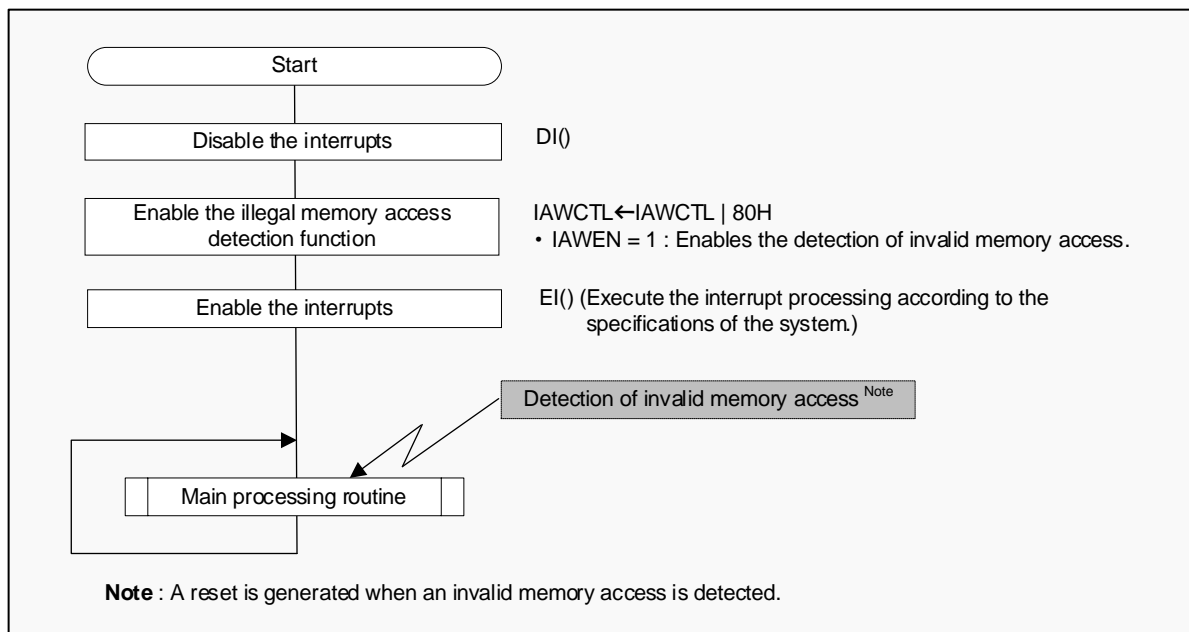 Start
Disable the interrupts
DI()
Enable the illegal memory access
detection function
IAWCTL←IAWCTL | 80H
・ IAWEN = 1 : Enables the detection of invalid memory access.
Enable the interrupts
EI() (Execute the interrupt processing according to the
specifications of the system.)
Detection of invalid memory access Note
Main processing routine
Note : A reset is generated when an invalid memory access is detected.